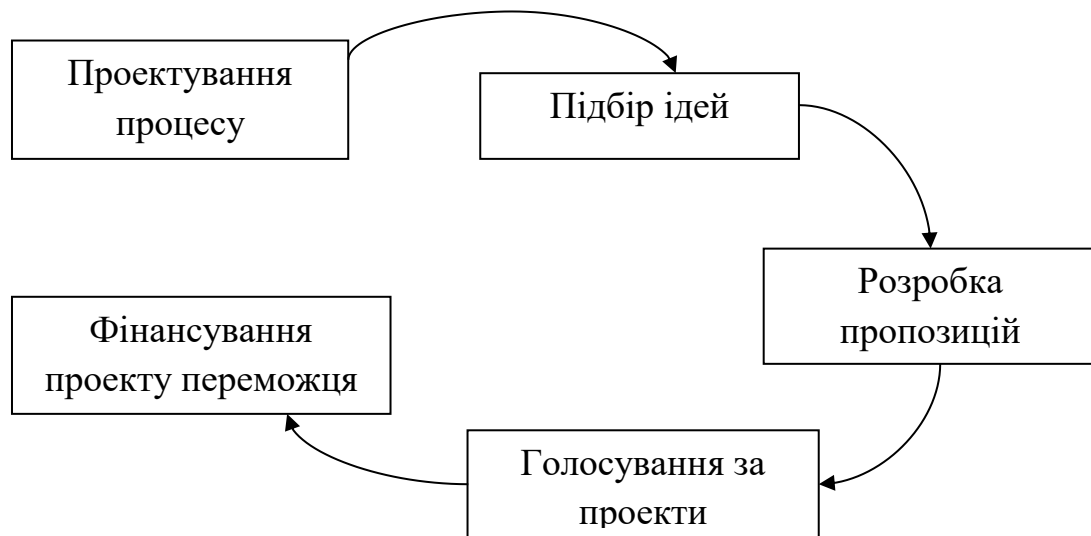 Проектування
процесу
Підбір ідей
Розробка
пропозицій
Голосування за
проекти
Фінансування
проекту переможця